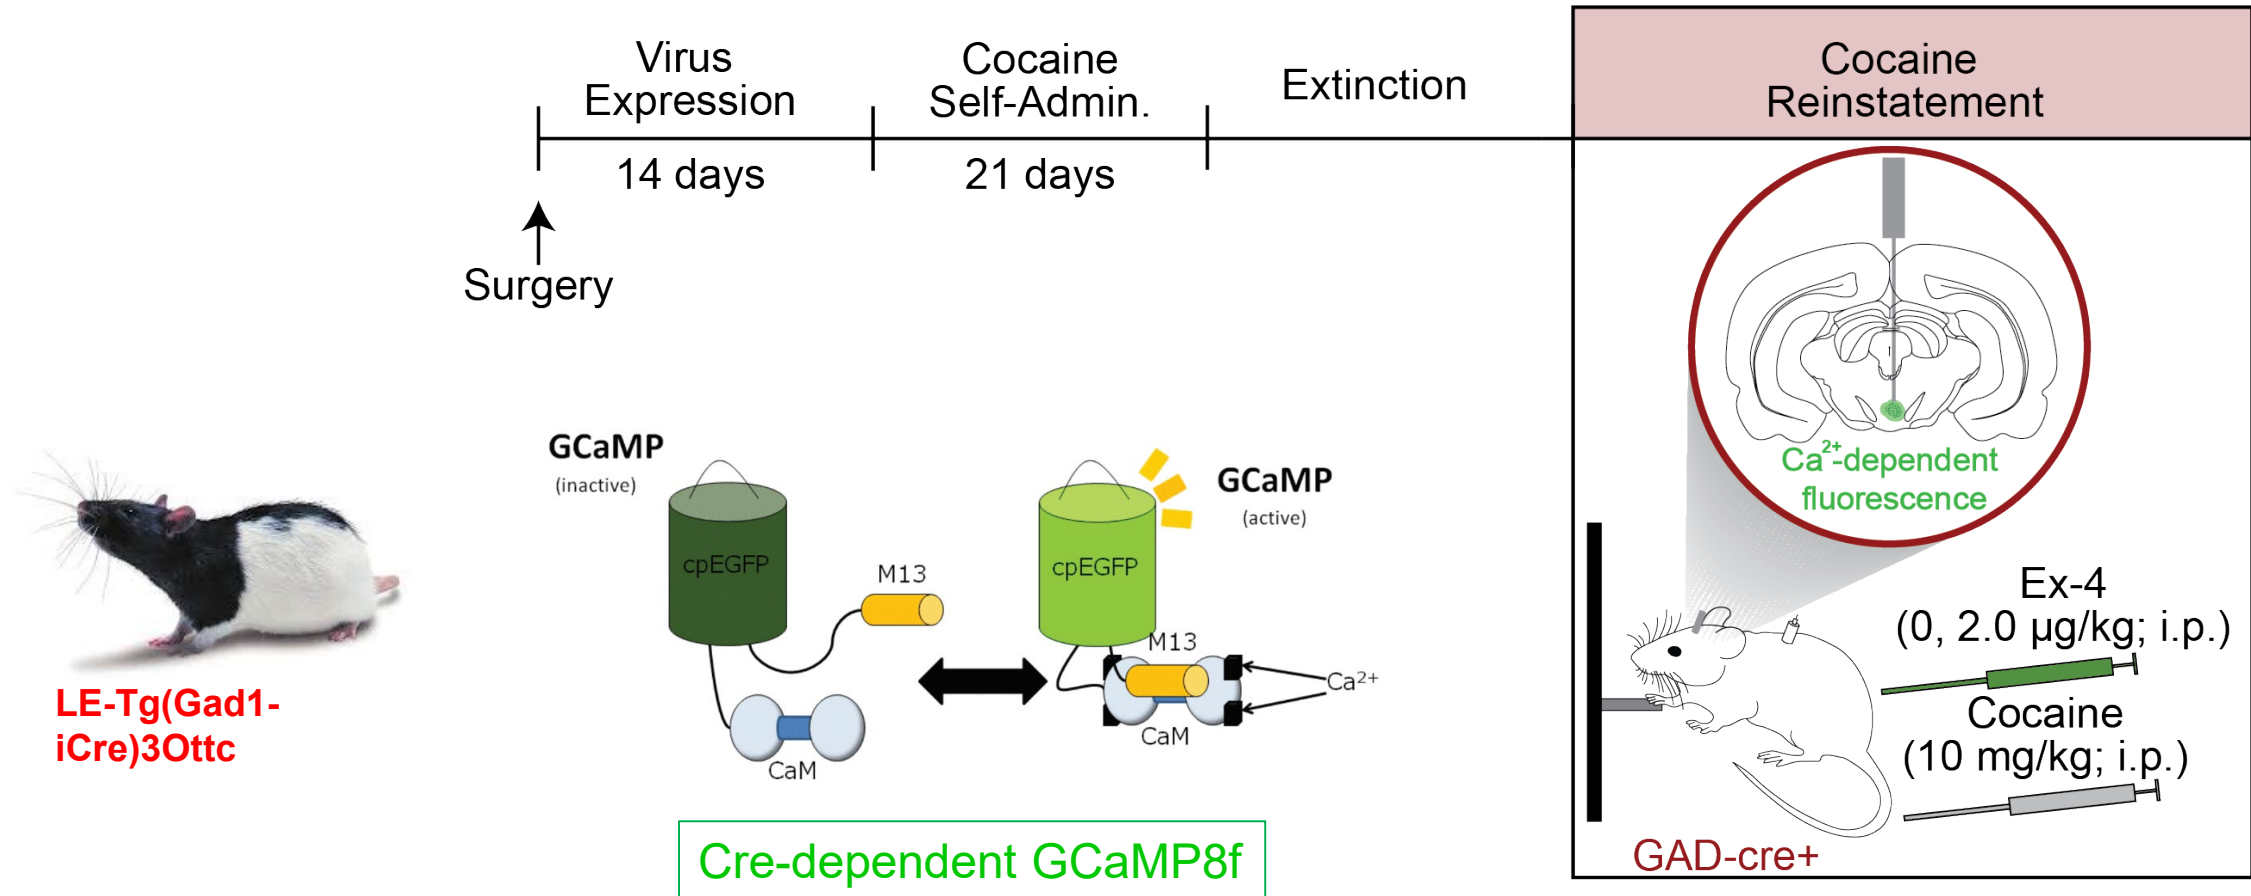 Virus
Expression
14 days
Cocaine
Self-Admin.
21 days
Extinction
Cocaine
Reinstatement
Surgery
GCaMP
(inactive)
cpEGFP
M13
CaM
GCaMP
(active)
cpEGFP
M13
CaM
Ca²⁺
Ca²⁺-dependent
fluorescence
Ex-4
(0, 2.0 µg/kg; i.p.)
Cocaine
(10 mg/kg; i.p.)
GAD-cre+
LE-Tg(Gad1-
iCre)3Ottc
Cre-dependent GCaMP8f